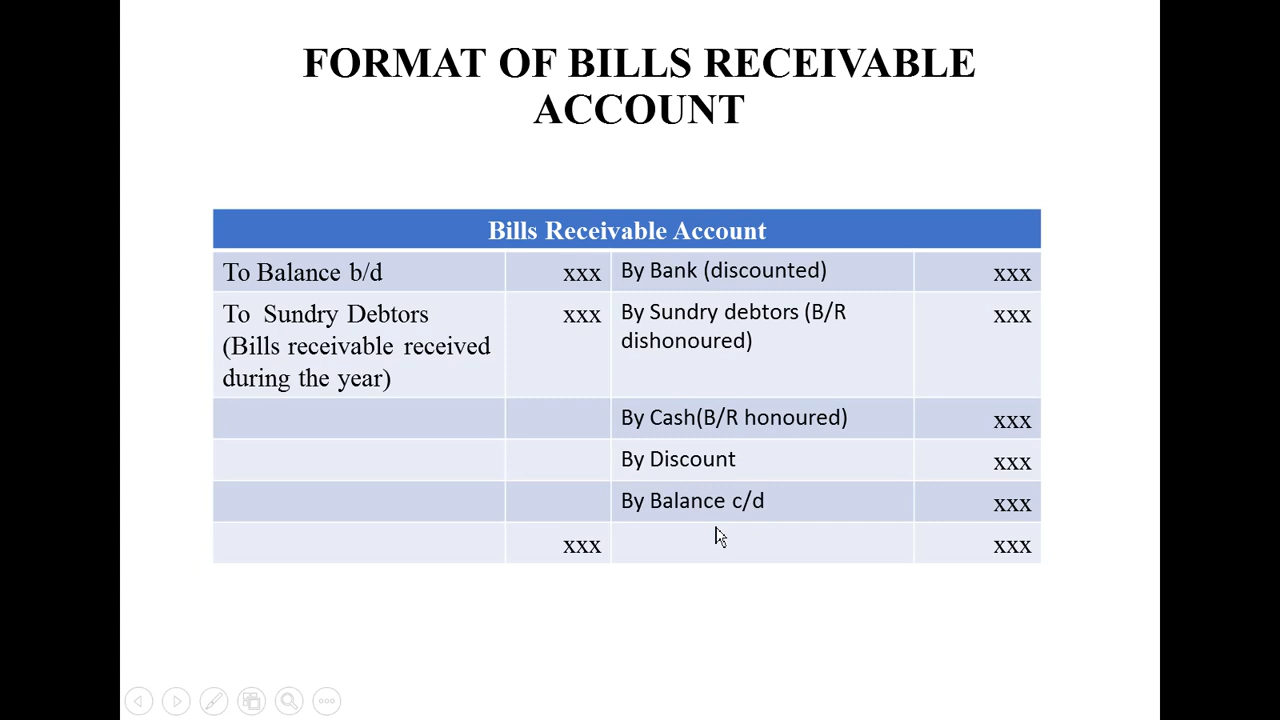 FORMAT OF BILLS RECEIVABLE
ACCOUNT
Bills Receivable Account
To Balance b/d xxx By Bank (discounted) xxx
To Sundry Debtors xxx By Sundry debtors (B/R xxx
(Bills receivable received dishonoured)
during the year)
By Cash(B/R honoured) xxx
By Discount xxx
By Balance c/d xxx
xxx xxx